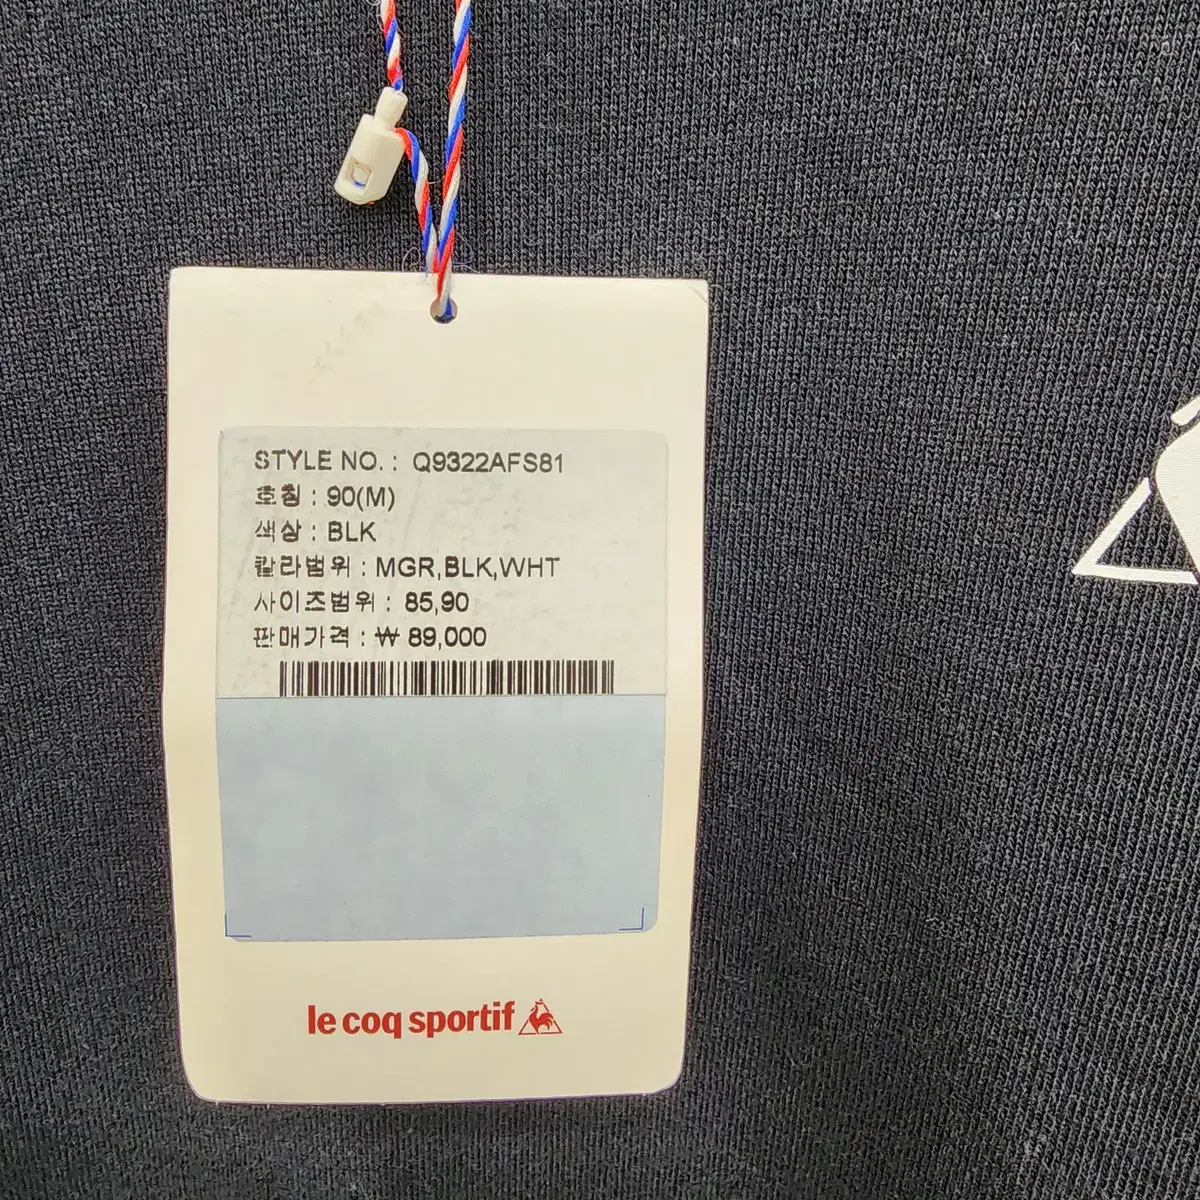 STYLE NO. : Q9322AFS81
호칭 : 90(M)
색상 : BLK
칼라범위 : MGR,BLK,WHT
사이즈범위 : 85,90
판매가격 : ₩ 89,000
le coq sportif